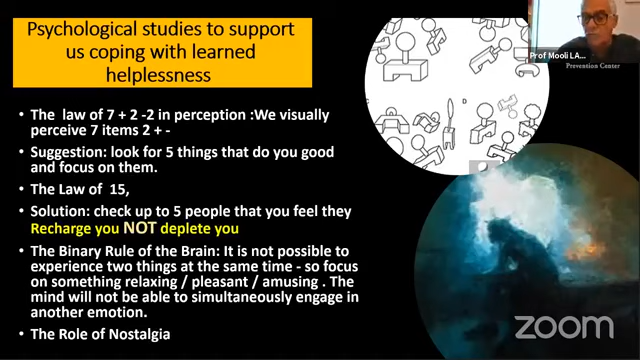 Psychological studies to support
us coping with learned
helplessness
• The law of 7 + 2 -2 in perception :We visually
perceive 7 items 2 + -
• Suggestion: look for 5 things that do you good
and focus on them.
• The Law of 15,
• Solution: check up to 5 people that you feel they
Recharge you NOT deplete you
• The Binary Rule of the Brain: It is not possible to
experience two things at the same time - so focus
on something relaxing / pleasant / amusing . The
mind will not be able to simultaneously engage in
another emotion.
• The Role of Nostalgia
Prof Mooli LA...
Prevention Center
D
zoom